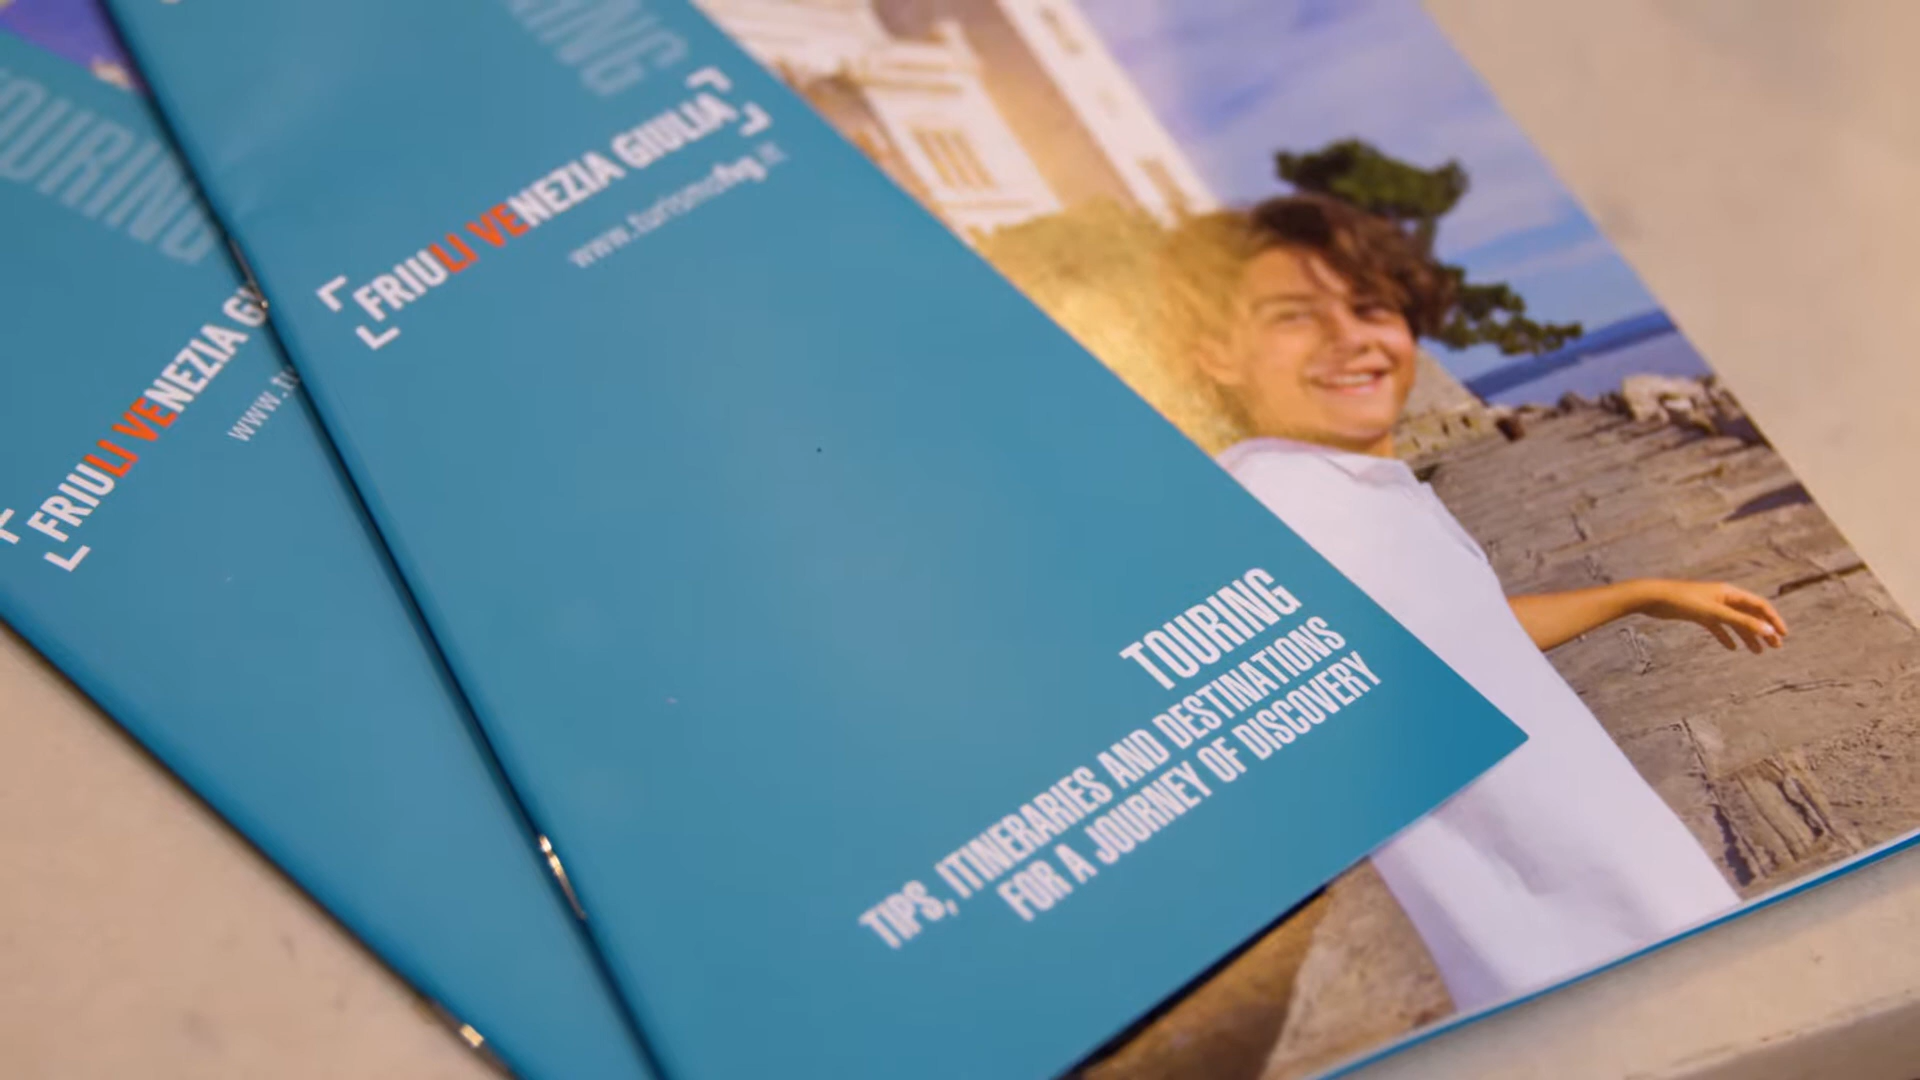 TOURING
FRIULI VENEZIA GIULIA
www.turismofvg.it
TOURING
TIPS, ITINERARIES AND DESTINATIONS
FOR A JOURNEY OF DISCOVERY
FRIULI VENEZIA